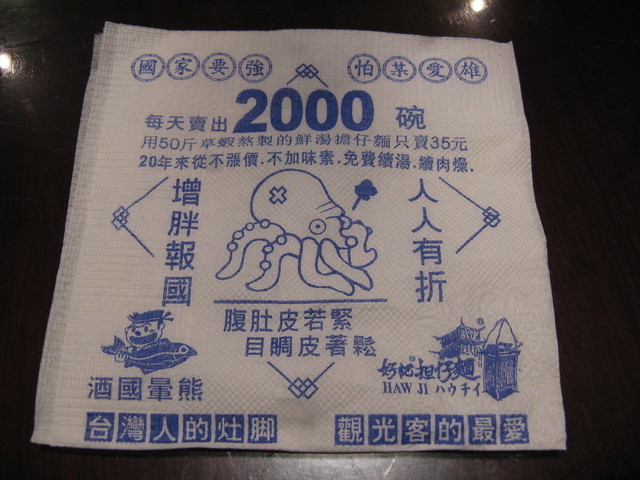 國家要強 怕某愛雄
每天賣出2000碗
用50斤草蝦熬製的鮮湯擔仔麵只賣35元
20年來從不漲價.不加味素.免費續湯.續肉燥.
增胖報國
人人有折
腹肚皮若緊
目睭皮著鬆
酒國暈熊
好記担仔麵
HAW JI ハウチイ
台灣人的灶腳 觀光客的最愛